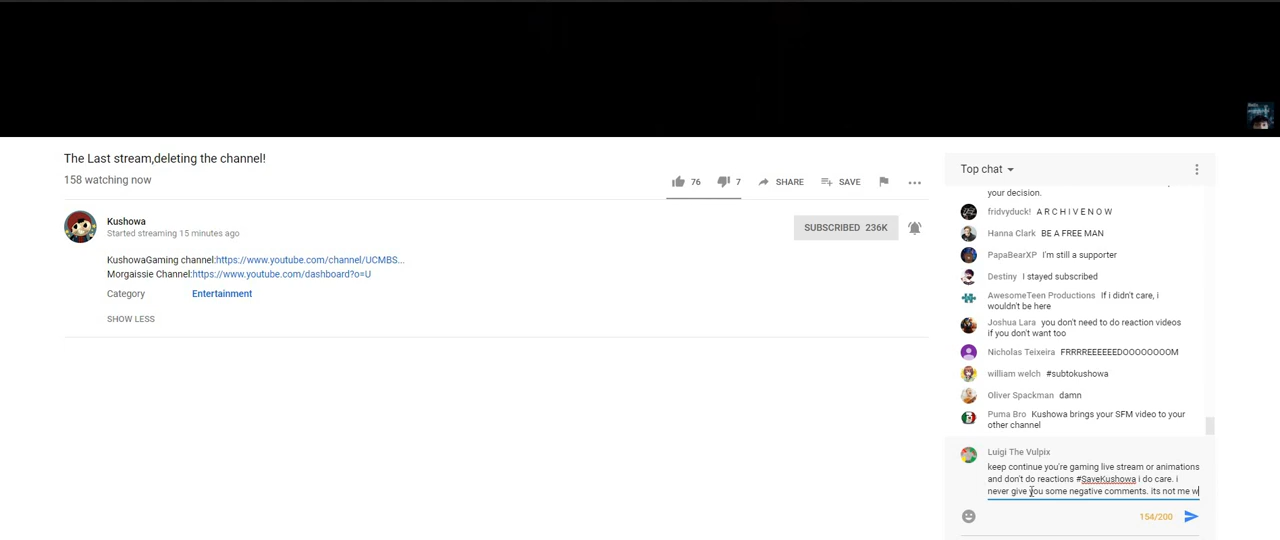 The Last stream,deleting the channel!
158 watching now
76
7
SHARE
SAVE
Kushowa
Started streaming 15 minutes ago
SUBSCRIBED 236K
KushowaGaming channel:https://www.youtube.com/channel/UCMBS...
Morgaissie Channel:https://www.youtube.com/dashboard?o=U
Category Entertainment
SHOW LESS
Top chat
your decision.
fridvyduck! A R C H I V E N O W
Hanna Clark BE A FREE MAN
PapaBearXP I'm still a supporter
Destiny I stayed subscribed
AwesomeTeen Productions If i didn't care, i
wouldn't be here
Joshua Lara you don't need to do reaction videos
if you don't want too
Nicholas Teixeira FRRRREEEEEEDOOOOOOOOM
william welch #subtokushowa
Oliver Spackman damn
Puma Bro Kushowa brings your SFM video to your
other channel
Luigi The Vulpix
keep continue you're gaming live stream or animations
and don't do reactions #SaveKushowa i do care. i
never give you some negative comments. its not me w
154/200